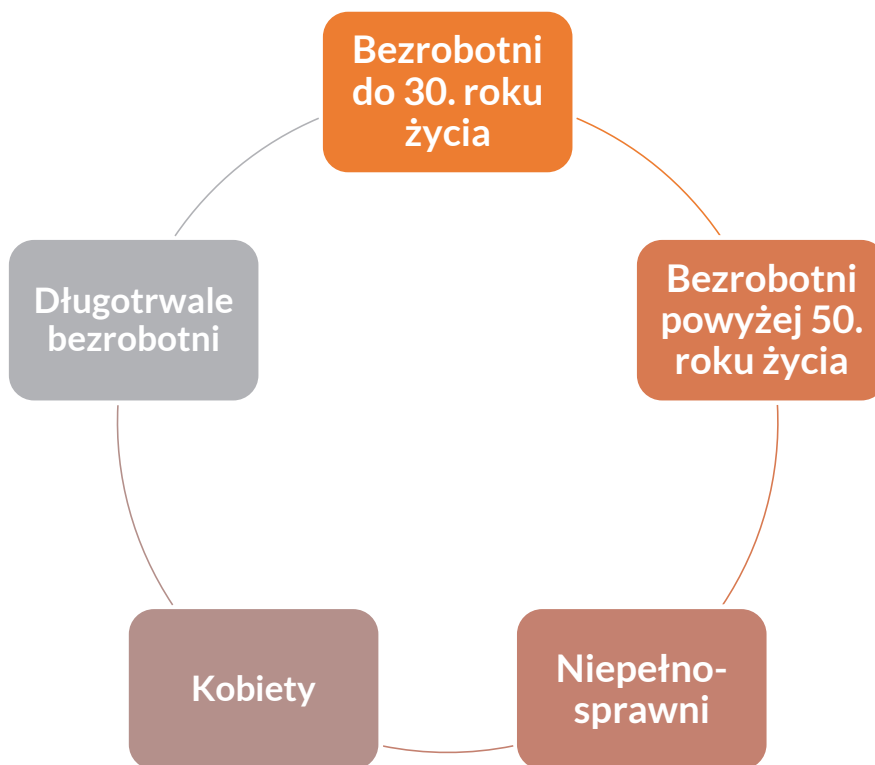 Bezrobotni
do 30. roku
życia
Bezrobotni
powyżej 50.
roku życia
Niepełno-
sprawni
Kobiety
Długotrwale
bezrobotni